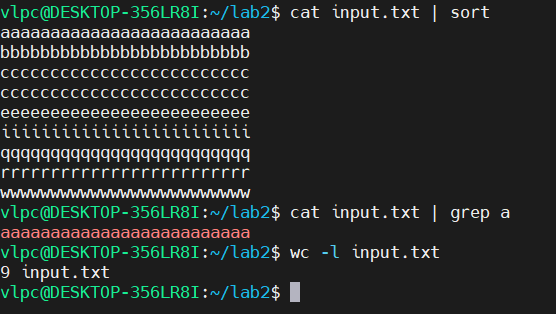 vlpc@DESKTOP-356LR8I:~/lab2$ cat input.txt | sort
aaaaaaaaaaaaaaaaaaaaaaaaa
bbbbbbbbbbbbbbbbbbbbbbbbb
ccccccccccccccccccccccccc
ccccccccccccccccccccccccc
eeeeeeeeeeeeeeeeeeeeeeeee
iiiiiiiiiiiiiiiiiiiiiiiii
qqqqqqqqqqqqqqqqqqqqqqqqq
rrrrrrrrrrrrrrrrrrrrrrrrr
wwwwwwwwwwwwwwwwwwwwwwwww
vlpc@DESKTOP-356LR8I:~/lab2$ cat input.txt | grep a
aaaaaaaaaaaaaaaaaaaaaaaaa
vlpc@DESKTOP-356LR8I:~/lab2$ wc -l input.txt
9 input.txt
vlpc@DESKTOP-356LR8I:~/lab2$